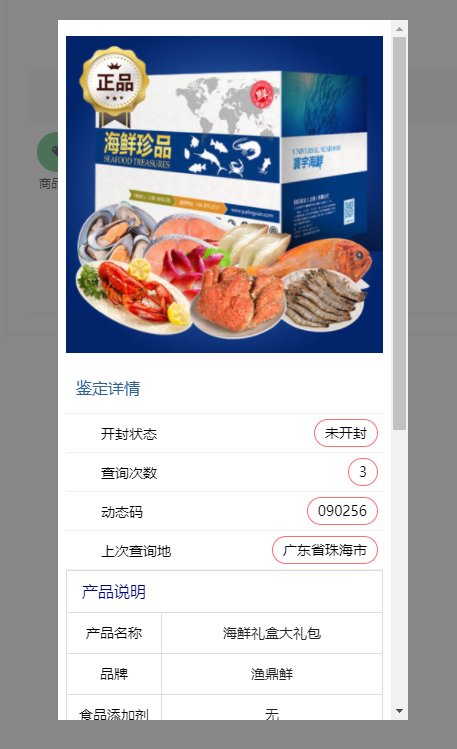 正品
鲜
海鲜珍品
SEAFOOD TREASURES
UNIVERSAL SEAFOOD
寰宇海鲜
商品
鉴定详情
开封状态
未开封
查询次数
3
动态码
090256
上次查询地
广东省珠海市
产品说明
产品名称
海鲜礼盒大礼包
品牌
渔鼎鲜
食品添加剂
无